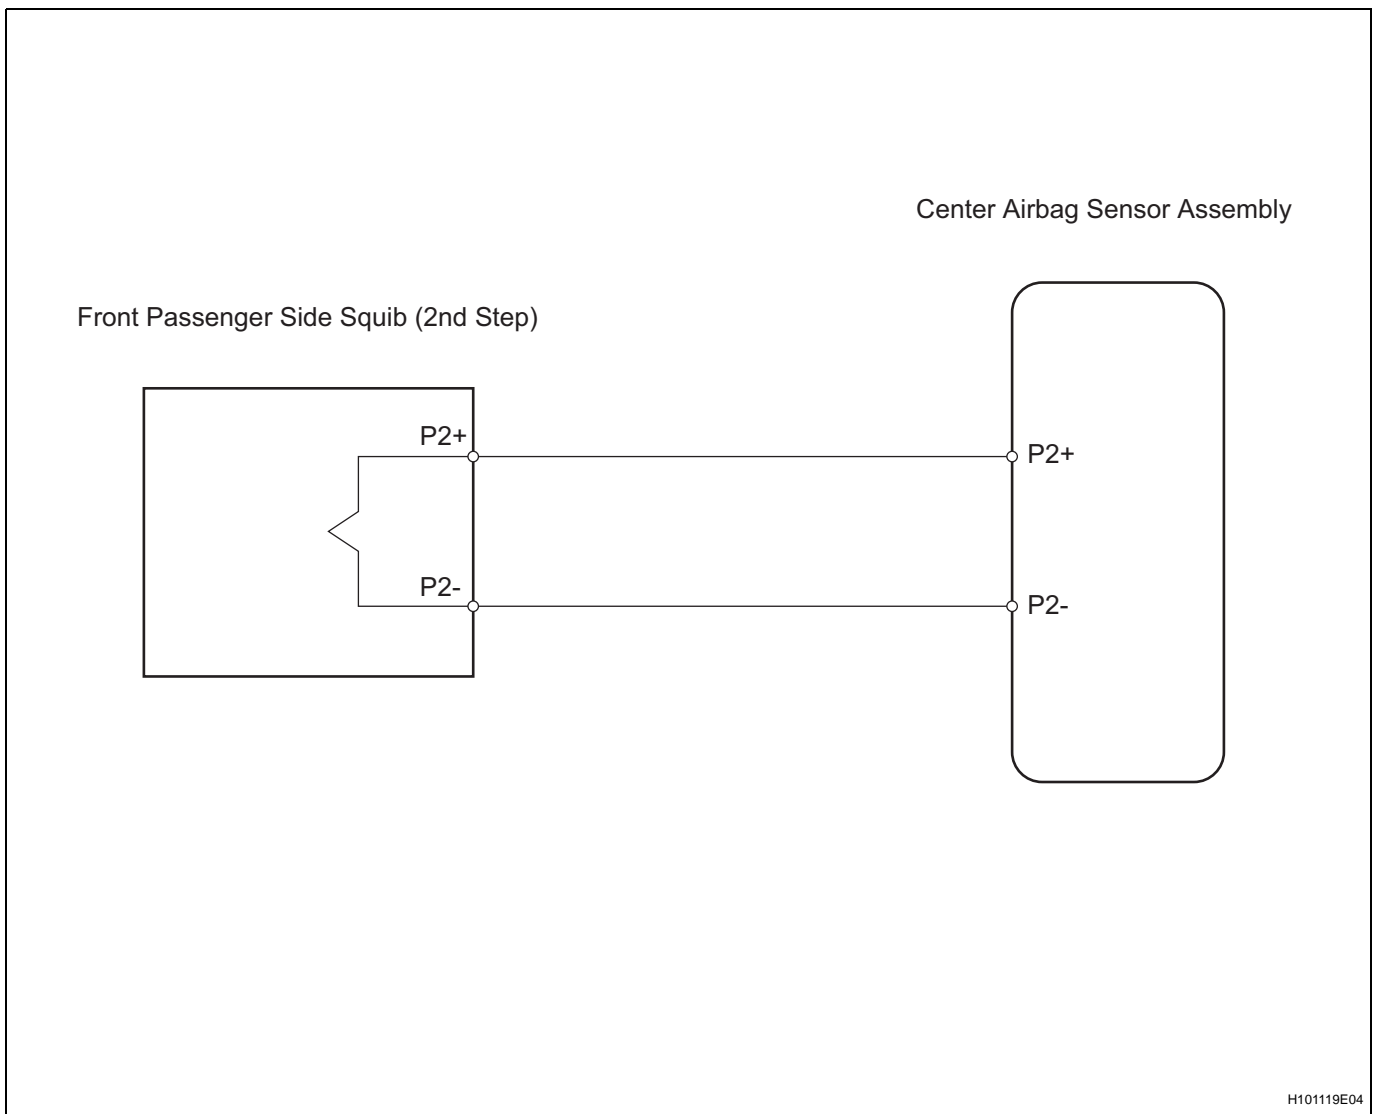 Center Airbag Sensor Assembly
Front Passenger Side Squib (2nd Step)
P2+
P2+
P2-
P2-
H101119E04